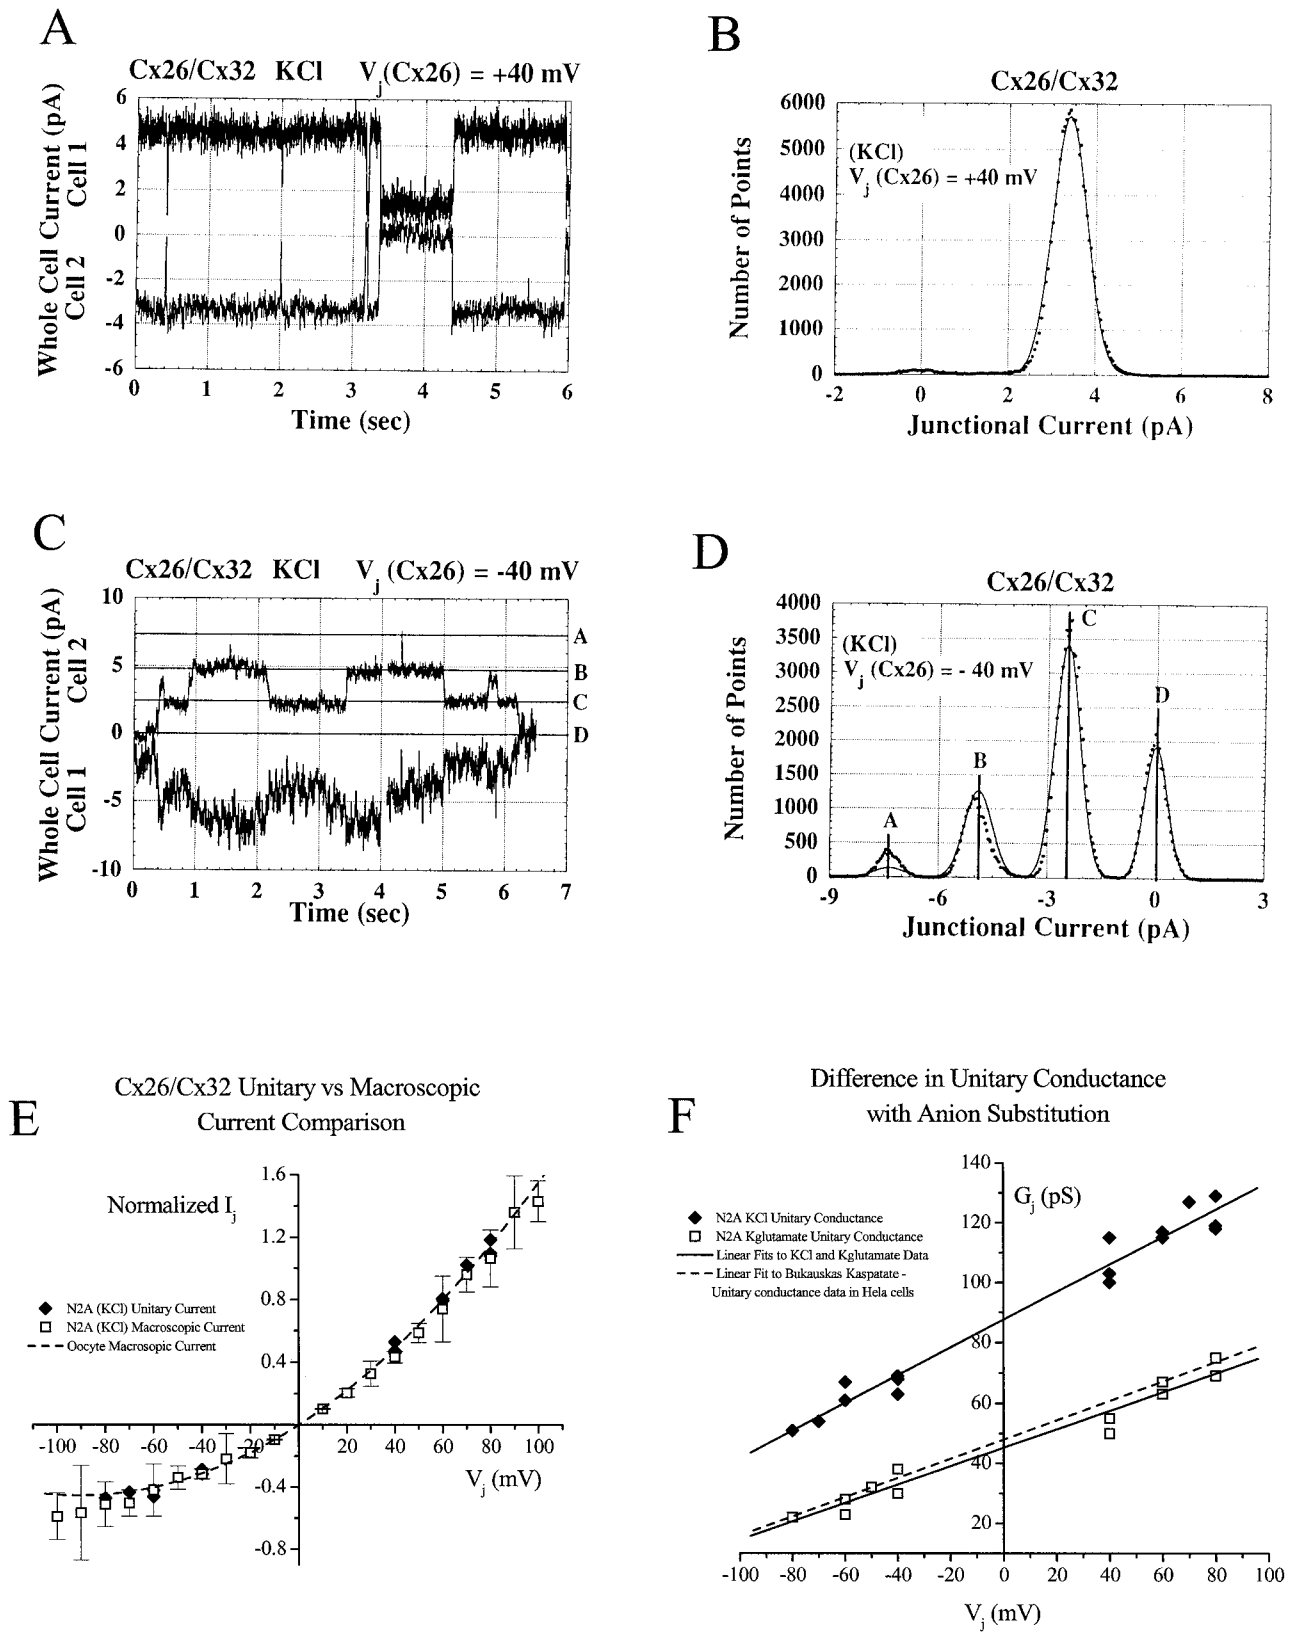 A
Cx26/Cx32 KCl Vj(Cx26) = +40 mV
Whole Cell Current (pA)
Cell 2 Cell 1
6
4
2
0
-2
-4
-6
0 1 2 3 4 5 6
Time (sec)
B
Cx26/Cx32
(KCl)
Vj (Cx26) = +40 mV
Number of Points
6000
5000
4000
3000
2000
1000
0
-2 0 2 4 6 8
Junctional Current (pA)
C
Cx26/Cx32 KCl Vj (Cx26) = -40 mV
Whole Cell Current (pA)
Cell 1 Cell 2
10
5
0
-5
-10
A
B
C
D
0 1 2 3 4 5 6 7
Time (sec)
D
Cx26/Cx32
(KCl)
Vj (Cx26) = - 40 mV
Number of Points
4000
3500
3000
2500
2000
1500
1000
500
0
A
B
C
D
-9 -6 -3 0 3
Junctional Current (pA)
E
Cx26/Cx32 Unitary vs Macroscopic
Current Comparison
Normalized Ij
1.6
1.2
0.8
0.4
-0.4
-0.8
N2A (KCl) Unitary Current
N2A (KCl) Macroscopic Current
Oocyte Macrosopic Current
-100 -80 -60 -40 -20 20 40 60 80 100
Vj (mV)
F
Difference in Unitary Conductance
with Anion Substitution
Gj (pS)
140
120
100
80
60
40
20
N2A KCl Unitary Conductance
N2A Kglutamate Unitary Conductance
Linear Fits to KCl and Kglutamate Data
Linear Fit to Bukauskas Kaspatate -
Unitary conductance data in Hela cells
-100 -80 -60 -40 -20 0 20 40 60 80 100
Vj (mV)